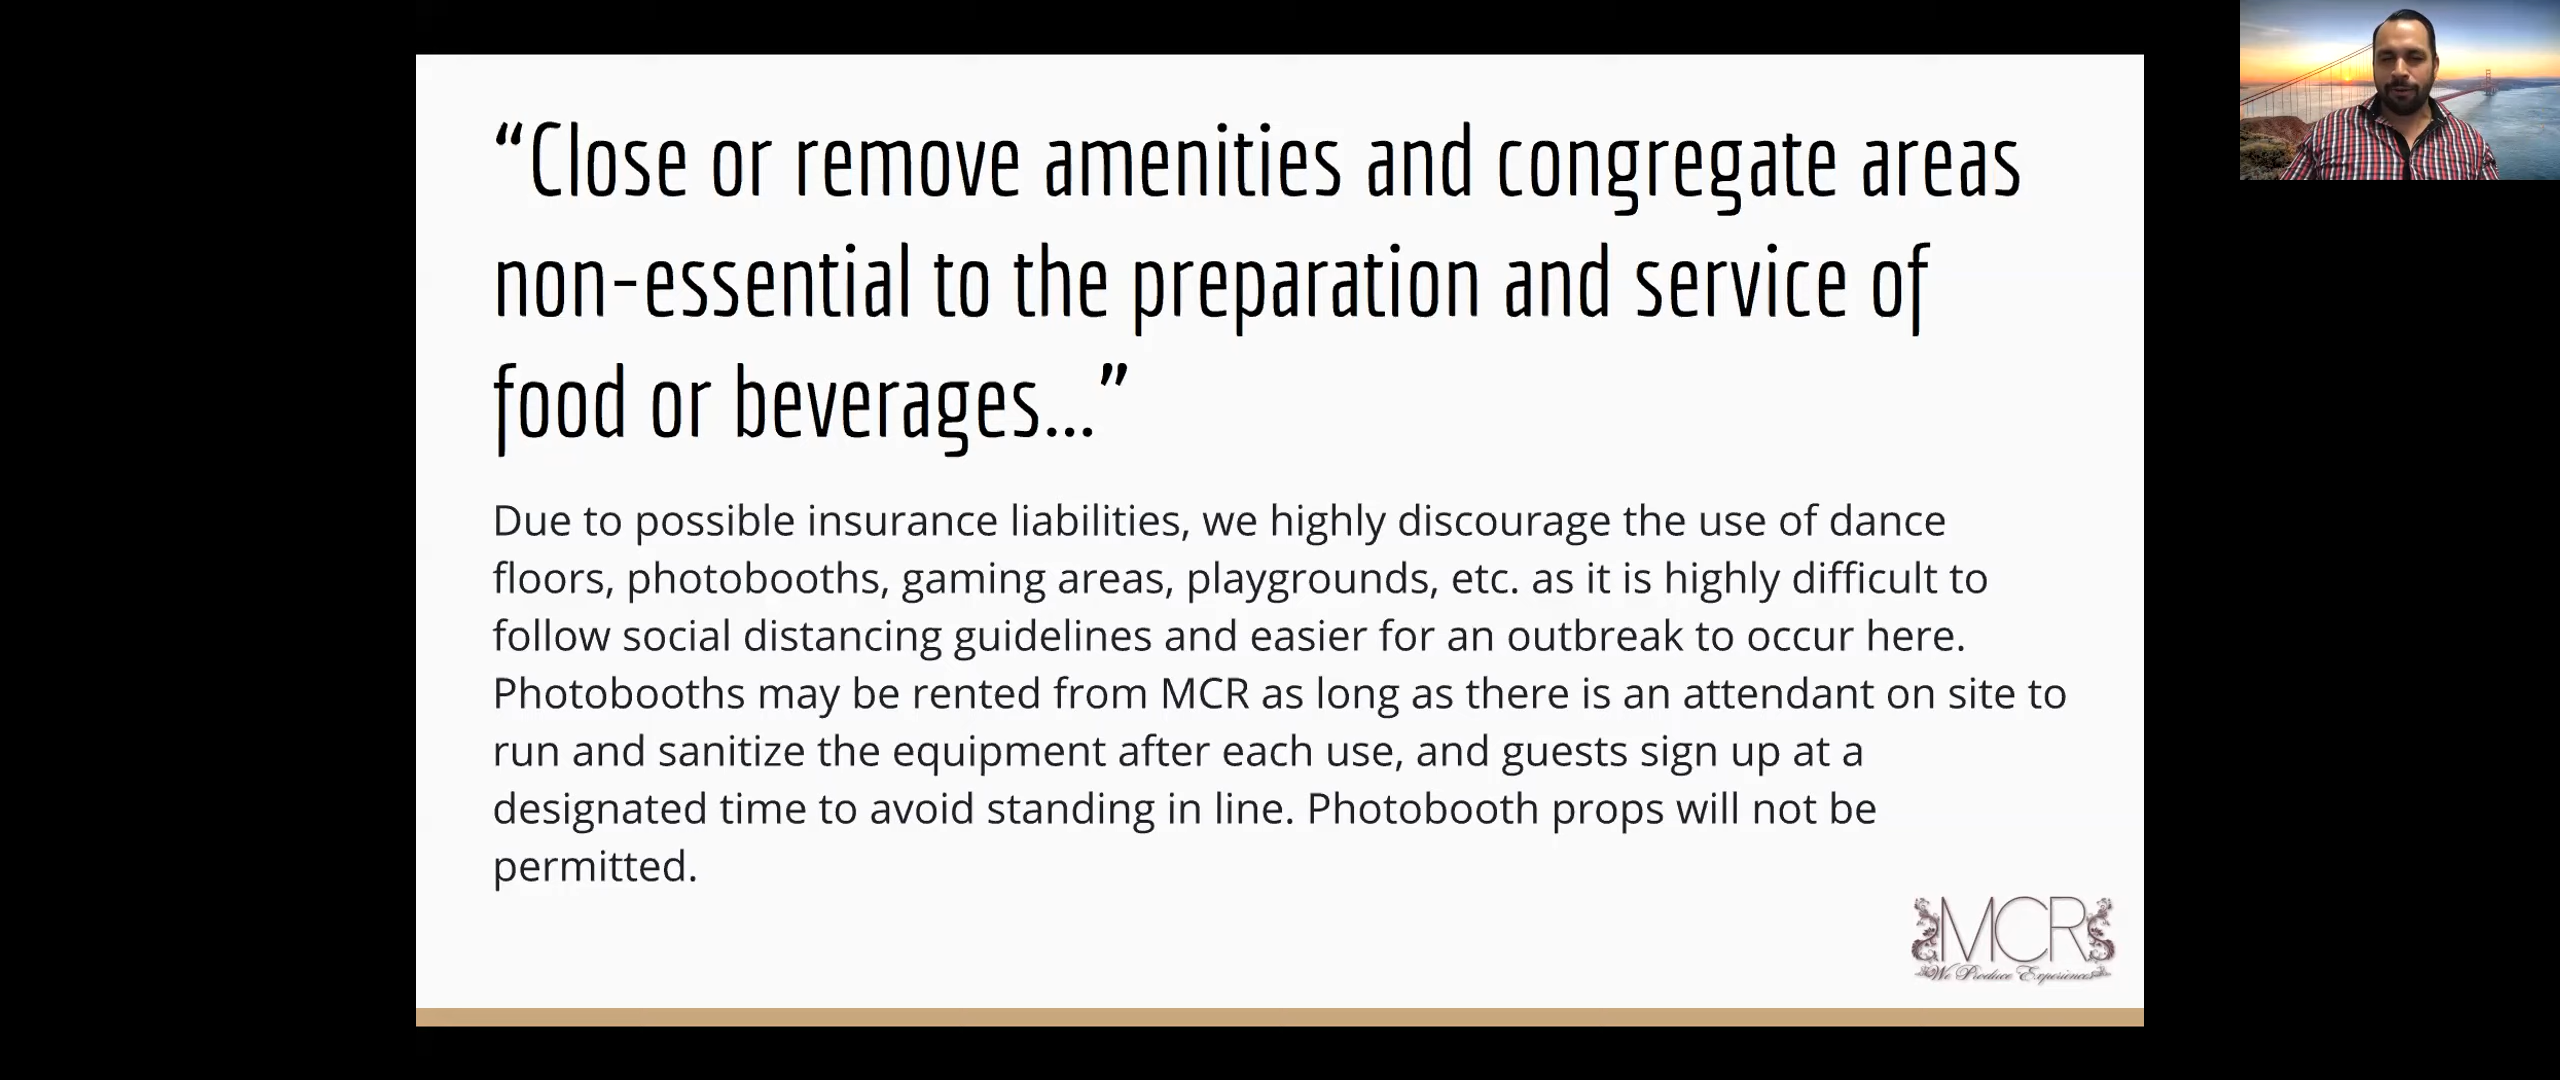 “Close or remove amenities and congregate areas
non-essential to the preparation and service of
food or beverages...”
Due to possible insurance liabilities, we highly discourage the use of dance
floors, photobooths, gaming areas, playgrounds, etc. as it is highly difficult to
follow social distancing guidelines and easier for an outbreak to occur here.
Photobooths may be rented from MCR as long as there is an attendant on site to
run and sanitize the equipment after each use, and guests sign up at a
designated time to avoid standing in line. Photobooth props will not be
permitted.
MCR
We Produce Experiences